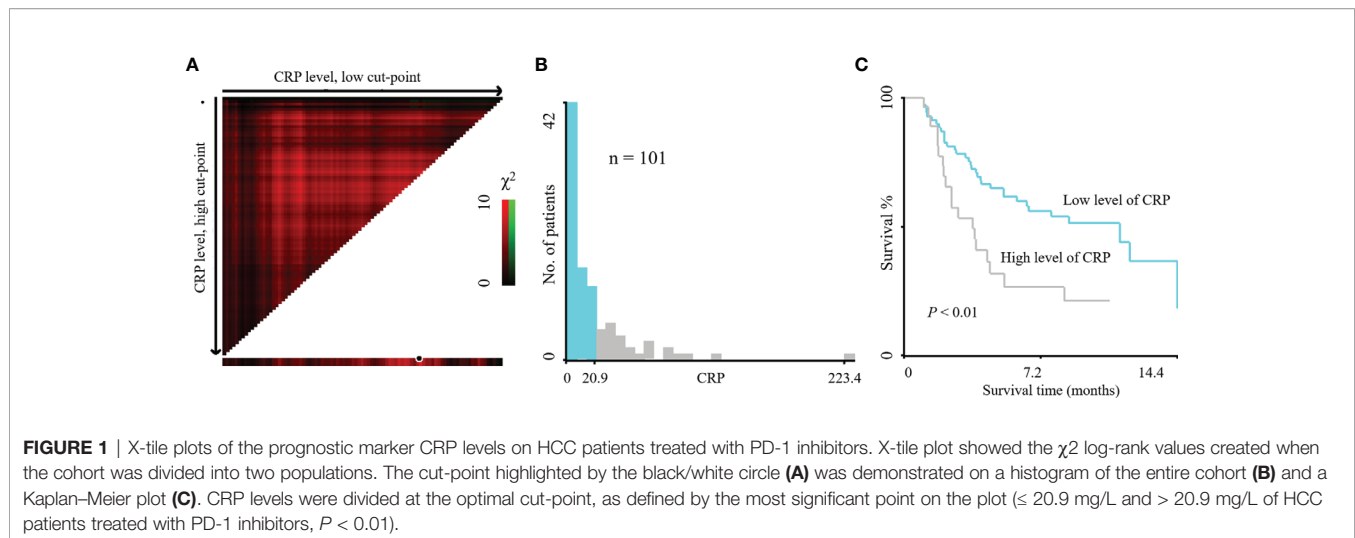 A
CRP level, low cut-point
CRP level, high cut-point
χ2
10
0
B
42
No. of patients
0
n = 101
0 20.9 CRP 223.4
C
100
Survival %
0
Low level of CRP
High level of CRP
P < 0.01
0 7.2 14.4
Survival time (months)
FIGURE 1 | X-tile plots of the prognostic marker CRP levels on HCC patients treated with PD-1 inhibitors. X-tile plot showed the χ2 log-rank values created when
the cohort was divided into two populations. The cut-point highlighted by the black/white circle (A) was demonstrated on a histogram of the entire cohort (B) and a
Kaplan–Meier plot (C). CRP levels were divided at the optimal cut-point, as defined by the most significant point on the plot (≤ 20.9 mg/L and > 20.9 mg/L of HCC
patients treated with PD-1 inhibitors, P < 0.01).